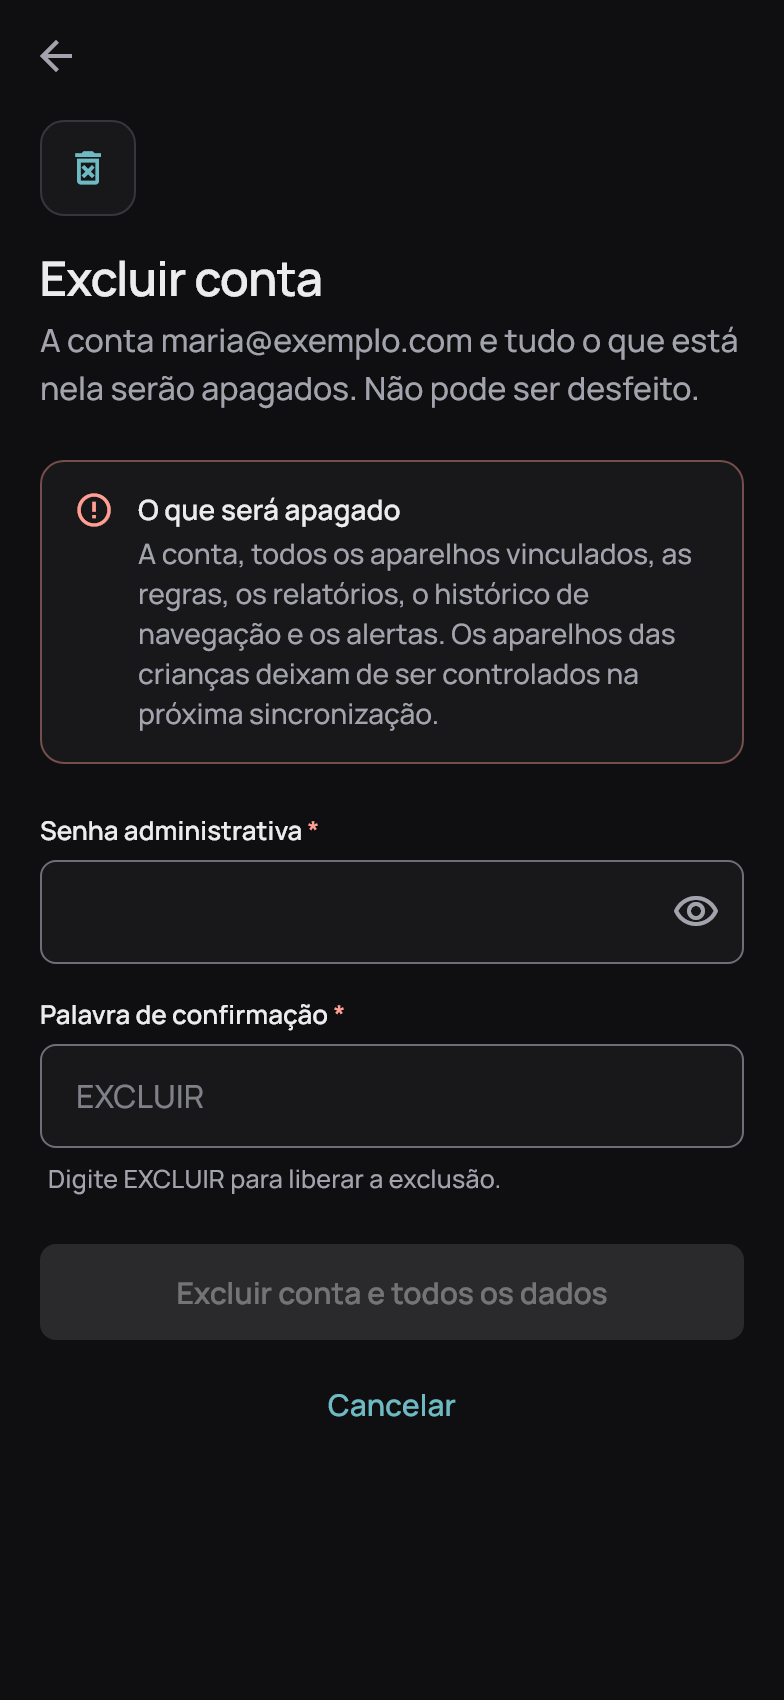 Excluir conta
A conta maria@exemplo.com e tudo o que está
nela serão apagados. Não pode ser desfeito.
O que será apagado
A conta, todos os aparelhos vinculados, as
regras, os relatórios, o histórico de
navegação e os alertas. Os aparelhos das
crianças deixam de ser controlados na
próxima sincronização.
Senha administrativa *
Palavra de confirmação *
EXCLUIR
Digite EXCLUIR para liberar a exclusão.
Excluir conta e todos os dados
Cancelar